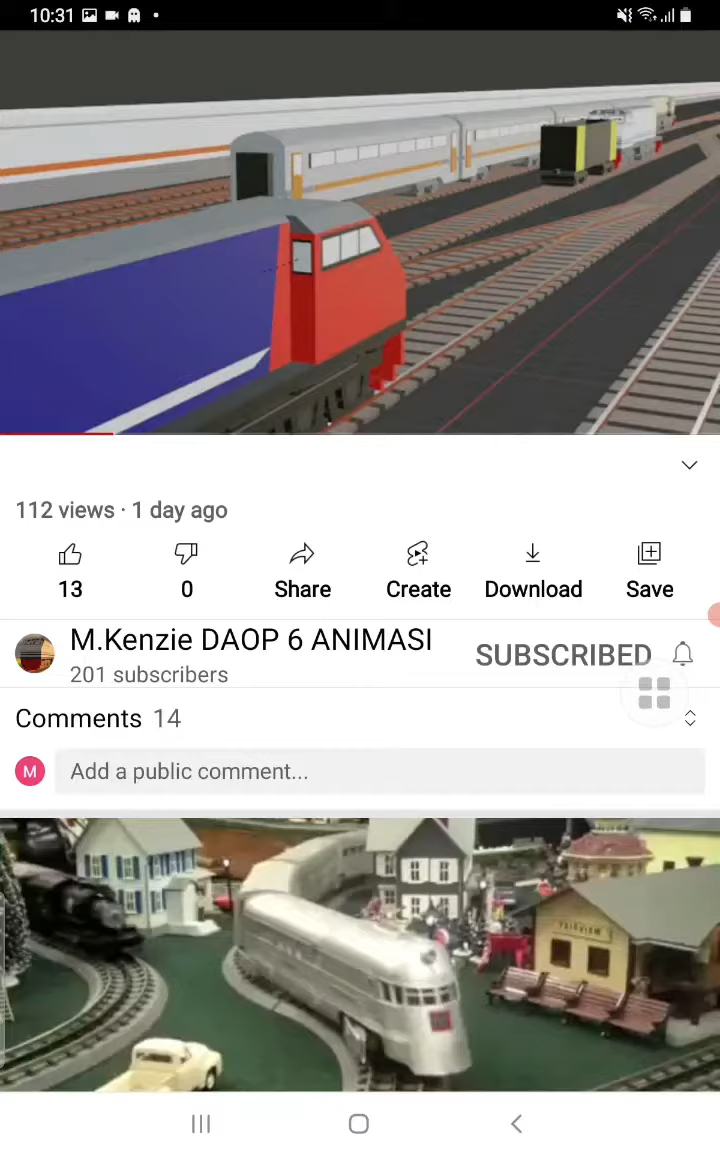 10:31
112 views · 1 day ago
13
0
Share
Create
Download
Save
M.Kenzie DAOP 6 ANIMASI
SUBSCRIBED
201 subscribers
Comments 14
M
Add a public comment...
FAIRVIEW